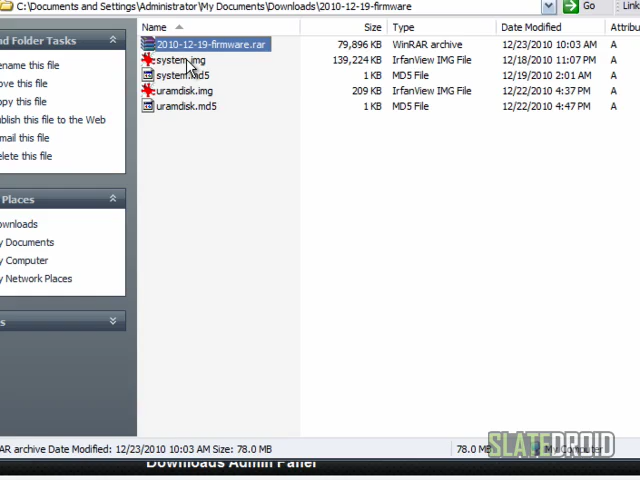 C:\Documents and Settings\Administrator\My Documents\Downloads\2010-12-19-firmware Go Links
Name Size Type Date Modified Attribu
2010-12-19-firmware.rar 79,896 KB WinRAR archive 12/23/2010 10:03 AM A
system.img 139,224 KB IrfanView IMG File 12/18/2010 11:07 PM A
system.md5 1 KB MD5 File 12/19/2010 2:01 AM A
uramdisk.img 209 KB IrfanView IMG File 12/22/2010 4:37 PM A
uramdisk.md5 1 KB MD5 File 12/22/2010 4:47 PM A
nd Folder Tasks
ename this file
ove this file
opy this file
ublish this file to the Web
mail this file
elete this file
Places
ownloads
y Documents
y Computer
y Network Places
s
AR archive Date Modified: 12/23/2010 10:03 AM Size: 78.0 MB 78.0 MB My Computer
SLATEDROID
Downloads Admin Panel